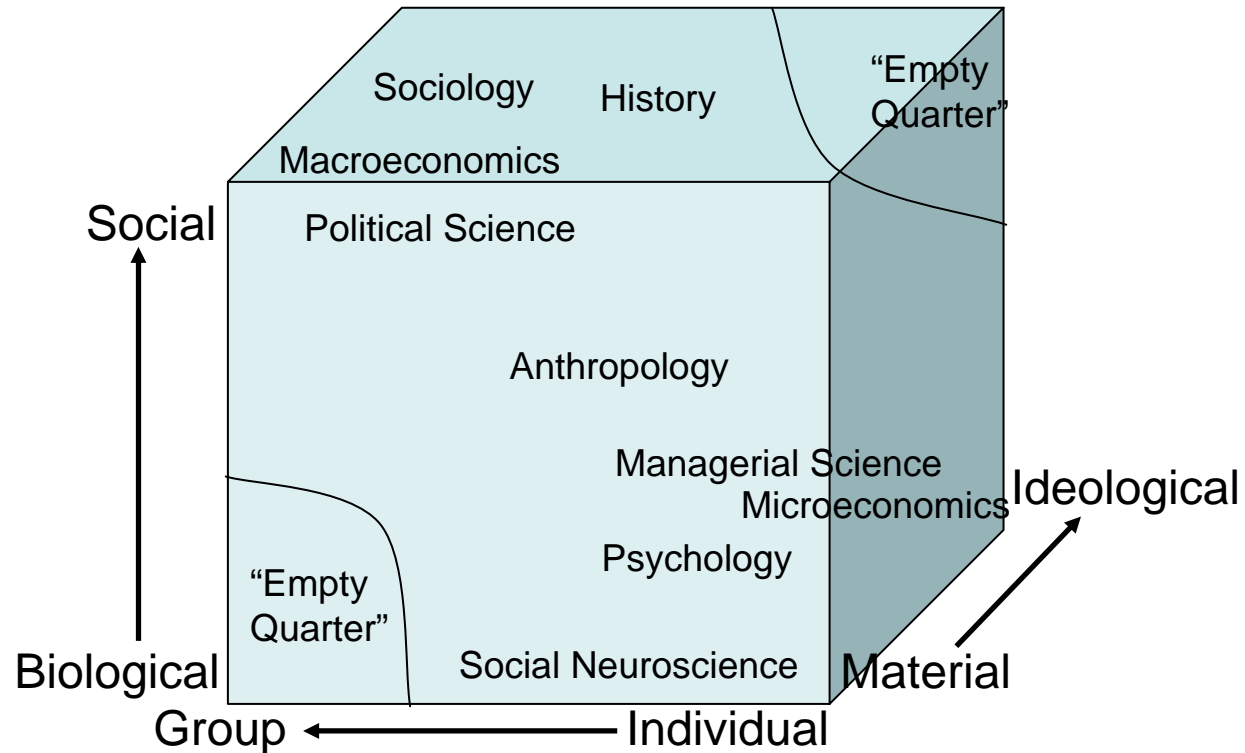 “Empty
Quarter”
Sociology
History
Macroeconomics
Social
Political Science
Anthropology
Managerial Science
Microeconomics
Ideological
Psychology
“Empty
Quarter”
Social Neuroscience
Biological
Material
Group
Individual